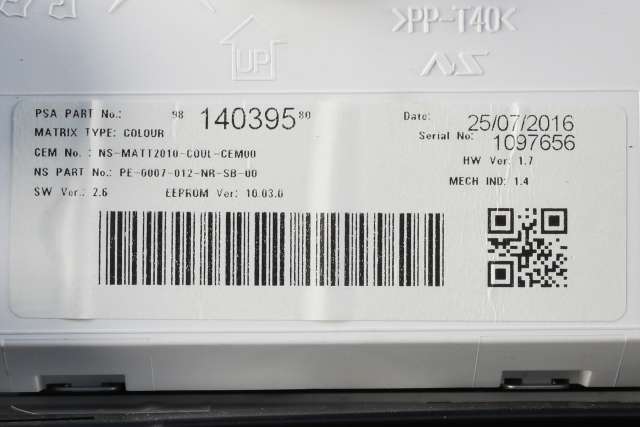 >PP-T40<
UP
PSA PART No.: 98 140395 80
Date: 25/07/2016
MATRIX TYPE: COLOUR
Serial No: 1097656
CEM No.: NS-MATT2010-COUL-CEM00
HW Ver: 1.7
NS PART No.: PE-6007-012-NR-SB-00
MECH IND: 1.4
SW Ver.: 2.6 EEPROM Ver: 10.03.0